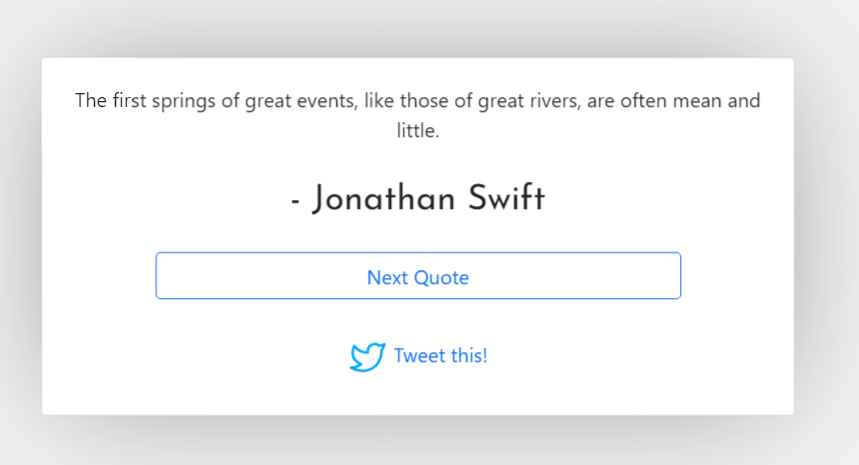 The first springs of great events, like those of great rivers, are often mean and
little.
- Jonathan Swift
Next Quote
Tweet this!